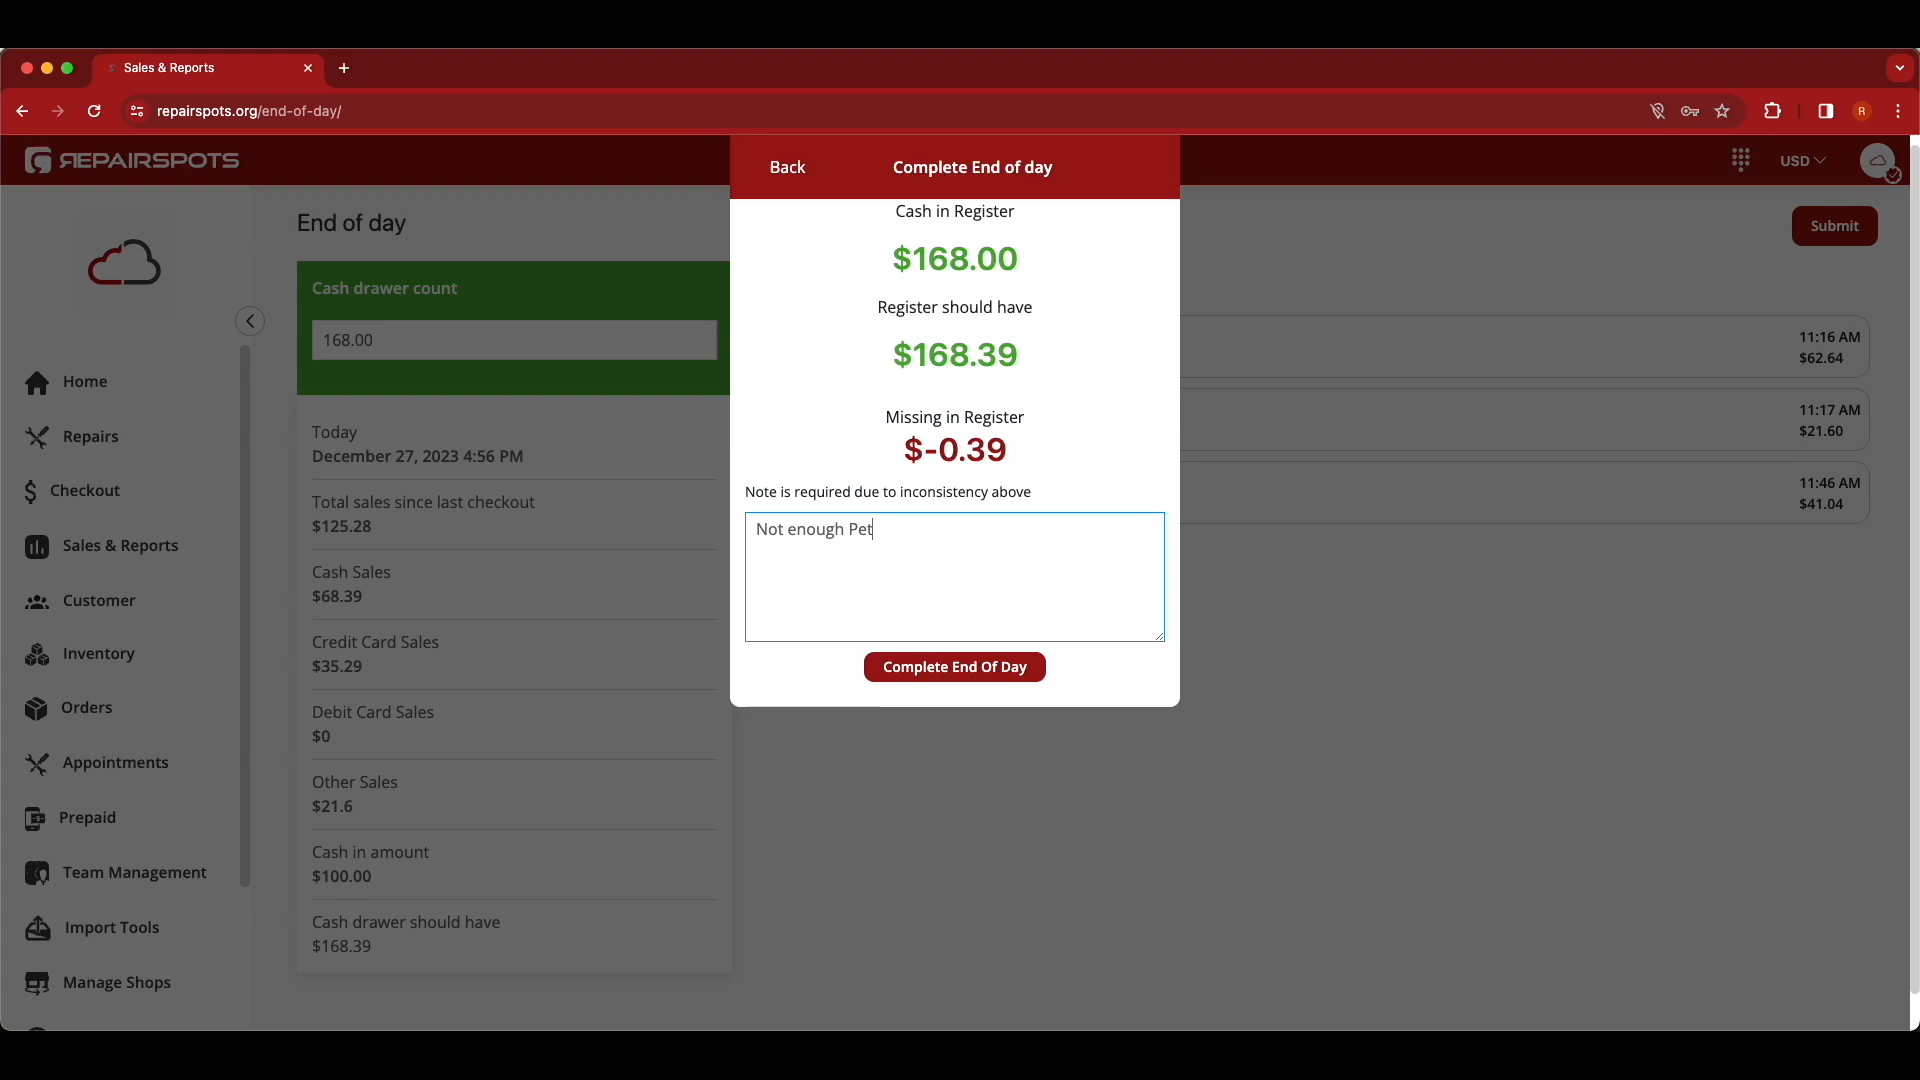 Sales & Reports
repairspots.org/end-of-day/
R
REPAIRSPOTS
USD
Back
Complete End of day
End of day
Submit
Cash drawer count
168.00
Cash in Register
$168.00
Register should have
$168.39
Missing in Register
$-0.39
Note is required due to inconsistency above
Not enough Pet
Complete End Of Day
11:16 AM
$62.64
11:17 AM
$21.60
11:46 AM
$41.04
Home
Repairs
Checkout
Sales & Reports
Customer
Inventory
Orders
Appointments
Prepaid
Team Management
Import Tools
Manage Shops
Today
December 27, 2023 4:56 PM
Total sales since last checkout
$125.28
Cash Sales
$68.39
Credit Card Sales
$35.29
Debit Card Sales
$0
Other Sales
$21.6
Cash in amount
$100.00
Cash drawer should have
$168.39